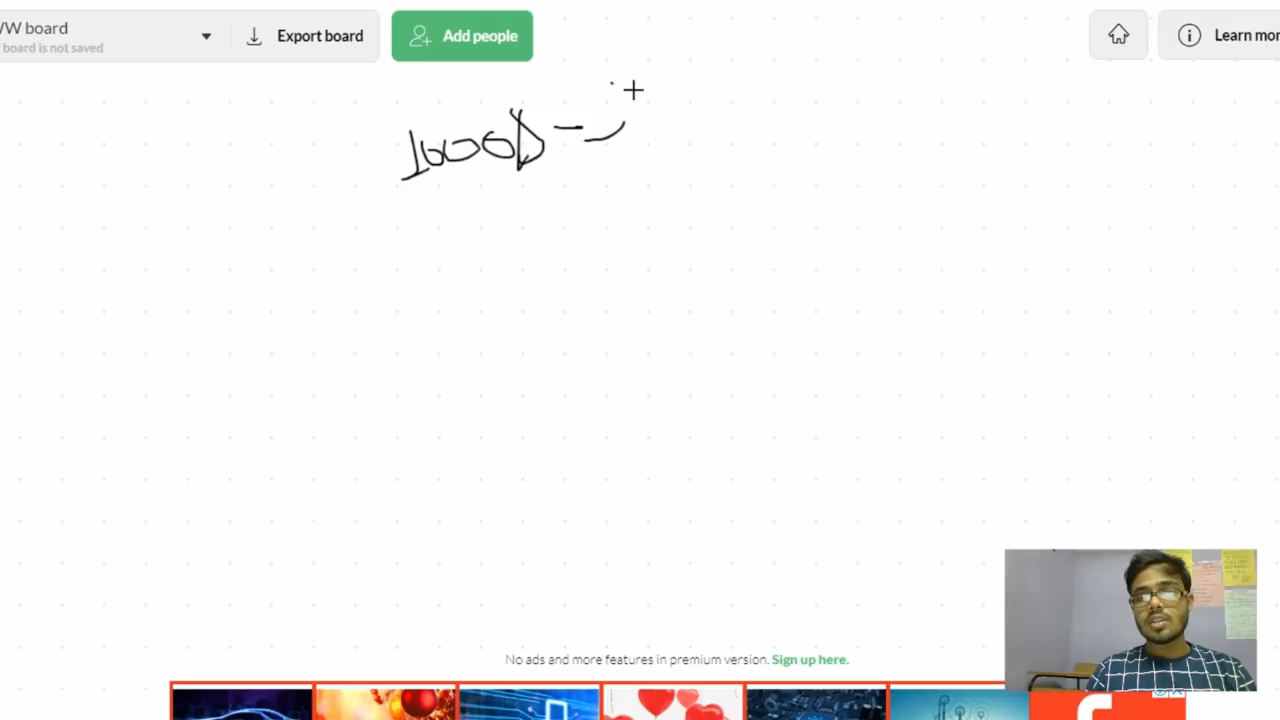 WW board
board is not saved
Export board
Add people
Learn mor
No ads and more features in premium version. Sign up here.